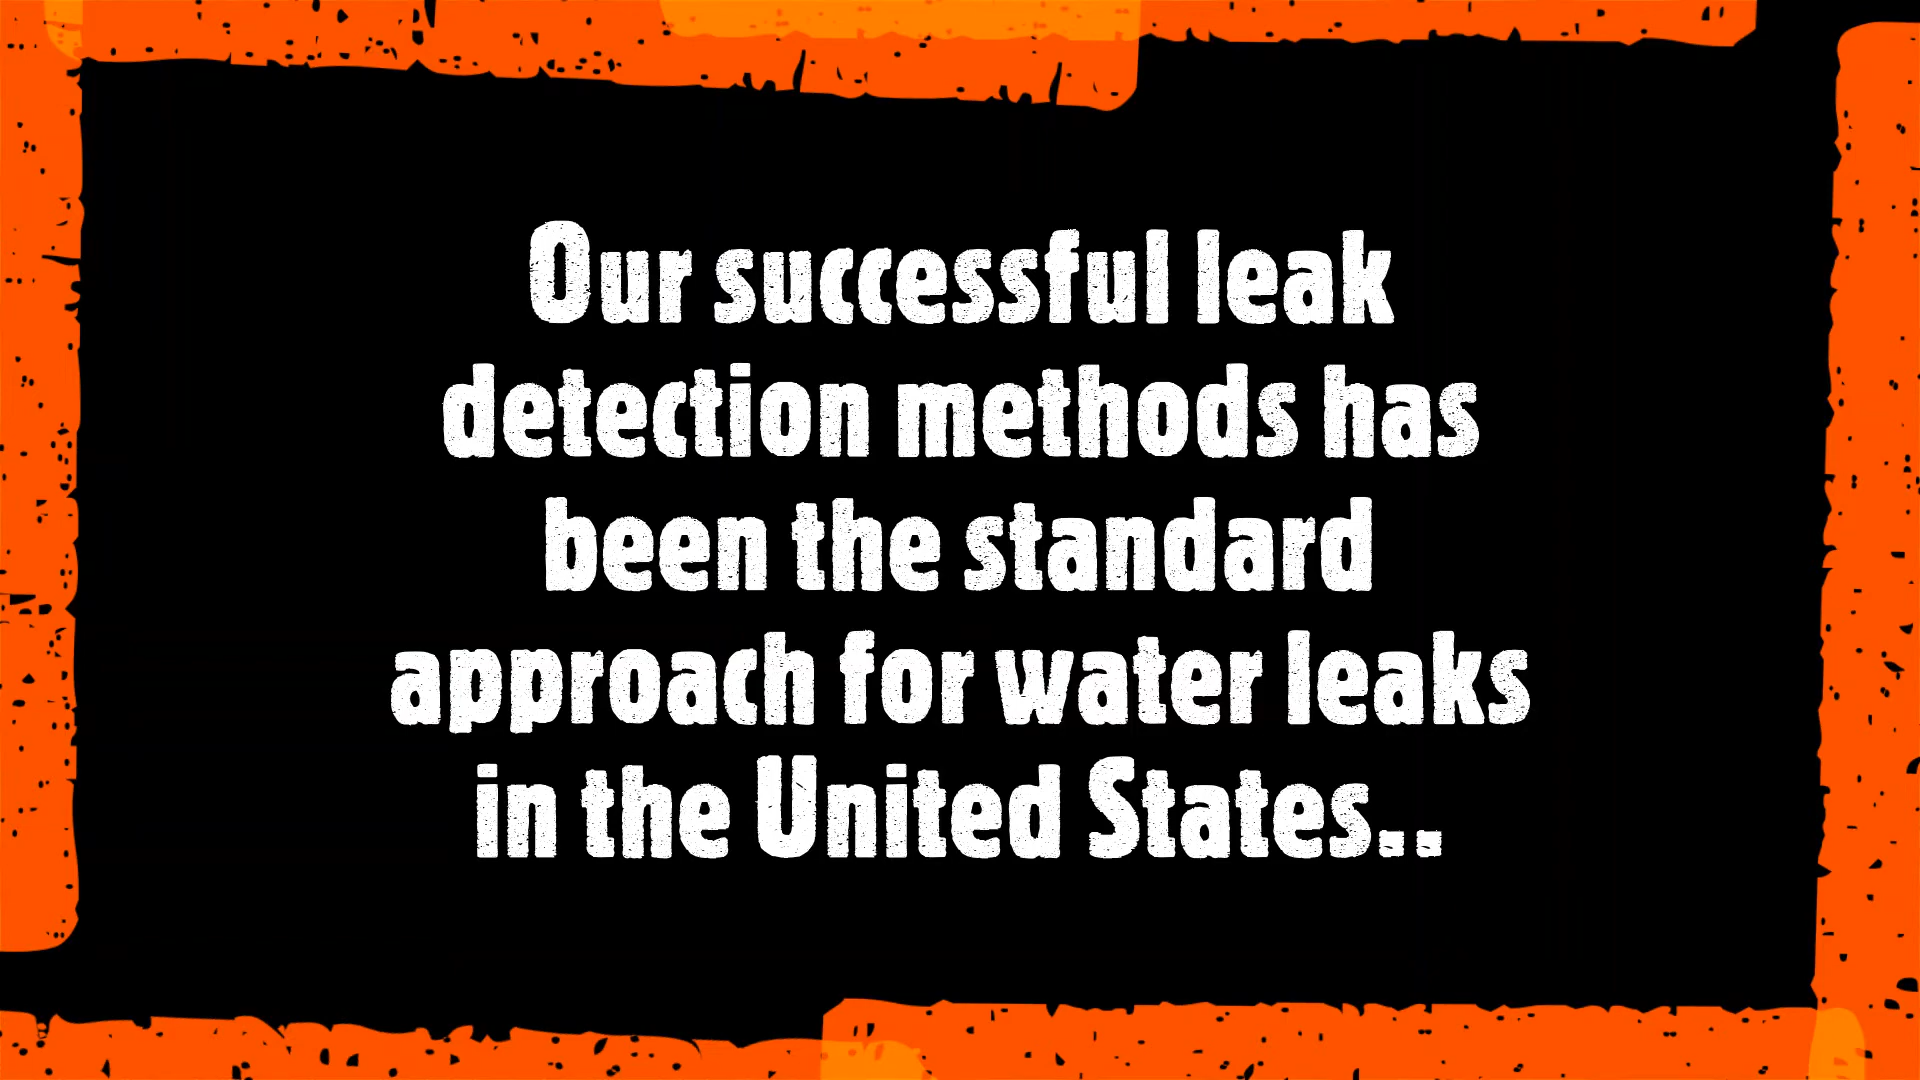 Our successful leak
detection methods has
been the standard
approach for water leaks
in the United States..